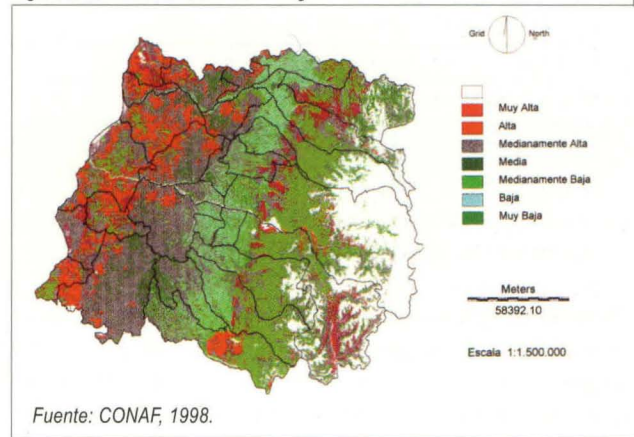 Grid North
Muy Alta
Alta
Medianamente Alta
Media
Medianamente Baja
Baja
Muy Baja
Meters
58392.10
Escala 1:1.500.000
Fuente: CONAF, 1998.